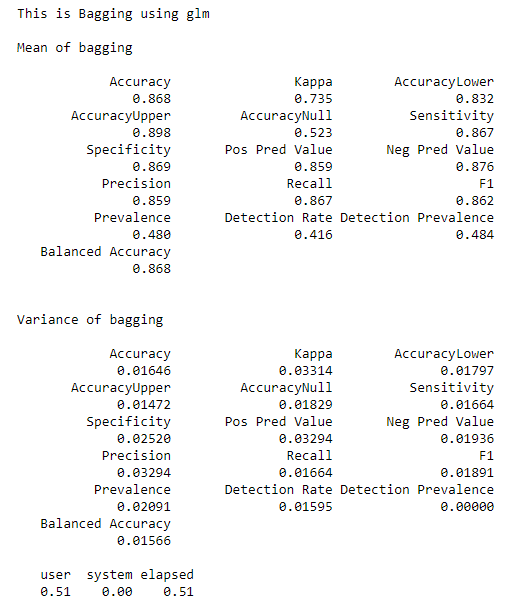 This is Bagging using glm
Mean of bagging
Accuracy Kappa AccuracyLower
0.868 0.735 0.832
AccuracyUpper AccuracyNull Sensitivity
0.898 0.523 0.867
Specificity Pos Pred Value Neg Pred Value
0.869 0.859 0.876
Precision Recall F1
0.859 0.867 0.862
Prevalence Detection Rate Detection Prevalence
0.480 0.416 0.484
Balanced Accuracy
0.868
Variance of bagging
Accuracy Kappa AccuracyLower
0.01646 0.03314 0.01797
AccuracyUpper AccuracyNull Sensitivity
0.01472 0.01829 0.01664
Specificity Pos Pred Value Neg Pred Value
0.02520 0.03294 0.01936
Precision Recall F1
0.03294 0.01664 0.01891
Prevalence Detection Rate Detection Prevalence
0.02091 0.01595 0.00000
Balanced Accuracy
0.01566
user system elapsed
0.51 0.00 0.51